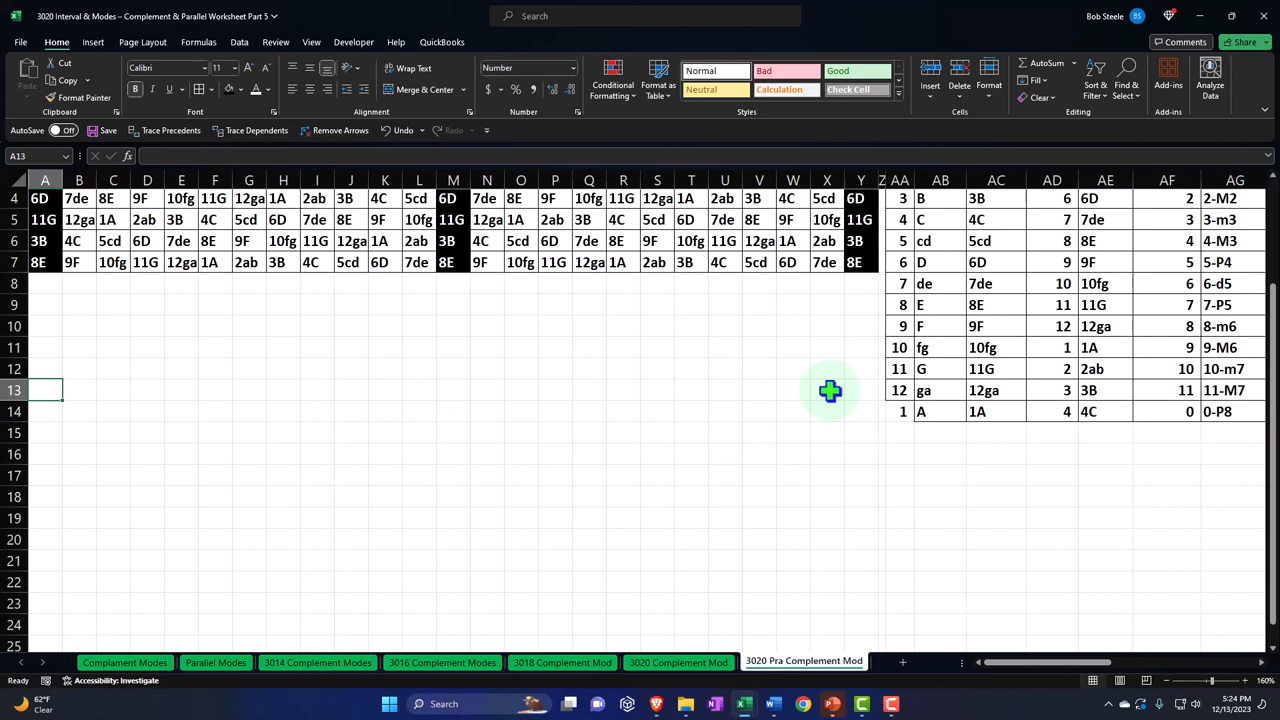 3020 Interval & Modes – Complement & Parallel Worksheet Part 5
Search
Bob Steele BS
File Home Insert Page Layout Formulas Data Review View Developer Help QuickBooks Comments Share
Cut
Copy
Paste
Format Painter
Clipboard
Calibri 11
B I U
Font
Wrap Text
Merge & Center
Alignment
Number
$ % 9
Number
Conditional Formatting
Format as Table
Normal Bad Good
Neutral Calculation Check Cell
Styles
Insert Delete Format
Cells
AutoSum
Fill
Clear
Sort & Filter
Find & Select
Editing
Add-ins
Add-ins
Analyze Data
AutoSave Off Save Trace Precedents Trace Dependents Remove Arrows Undo Redo
A13 fx
A B C D E F G H I J K L M N O P Q R S T U V W X Y Z AA AB AC AD AE AF AG
4 6D 7de 8E 9F 10fg 11G 12ga 1A 2ab 3B 4C 5cd 6D 7de 8E 9F 10fg 11G 12ga 1A 2ab 3B 4C 5cd 6D 3 B 3B 6 6D 2 2-M2
5 11G 12ga 1A 2ab 3B 4C 5cd 6D 7de 8E 9F 10fg 11G 12ga 1A 2ab 3B 4C 5cd 6D 7de 8E 9F 10fg 11G 4 C 4C 7 7de 3 3-m3
6 3B 4C 5cd 6D 7de 8E 9F 10fg 11G 12ga 1A 2ab 3B 4C 5cd 6D 7de 8E 9F 10fg 11G 12ga 1A 2ab 3B 5 cd 5cd 8 8E 4 4-M3
7 8E 9F 10fg 11G 12ga 1A 2ab 3B 4C 5cd 6D 7de 8E 9F 10fg 11G 12ga 1A 2ab 3B 4C 5cd 6D 7de 8E 6 D 6D 9 9F 5 5-P4
8 7 de 7de 10 10fg 6 6-d5
9 8 E 8E 11 11G 7 7-P5
10 9 F 9F 12 12ga 8 8-m6
11 10 fg 10fg 1 1A 9 9-M6
12 11 G 11G 2 2ab 10 10-m7
13 12 ga 12ga 3 3B 11 11-M7
14 1 A 1A 4 4C 0 0-P8
15
16
17
18
19
20
21
22
23
24
25
Complament Modes Parallel Modes 3014 Complement Modes 3016 Complement Modes 3018 Complement Mod 3020 Complement Mod 3020 Pra Complement Mod
Ready Accessibility: Investigate 160%
62°F
Clear
Search
5:24 PM
12/13/2023